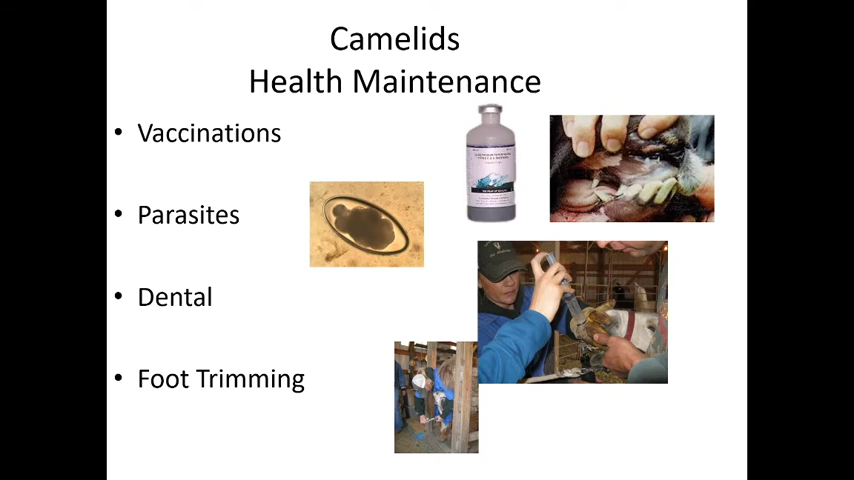 Camelids
Health Maintenance
• Vaccinations
• Parasites
• Dental
• Foot Trimming